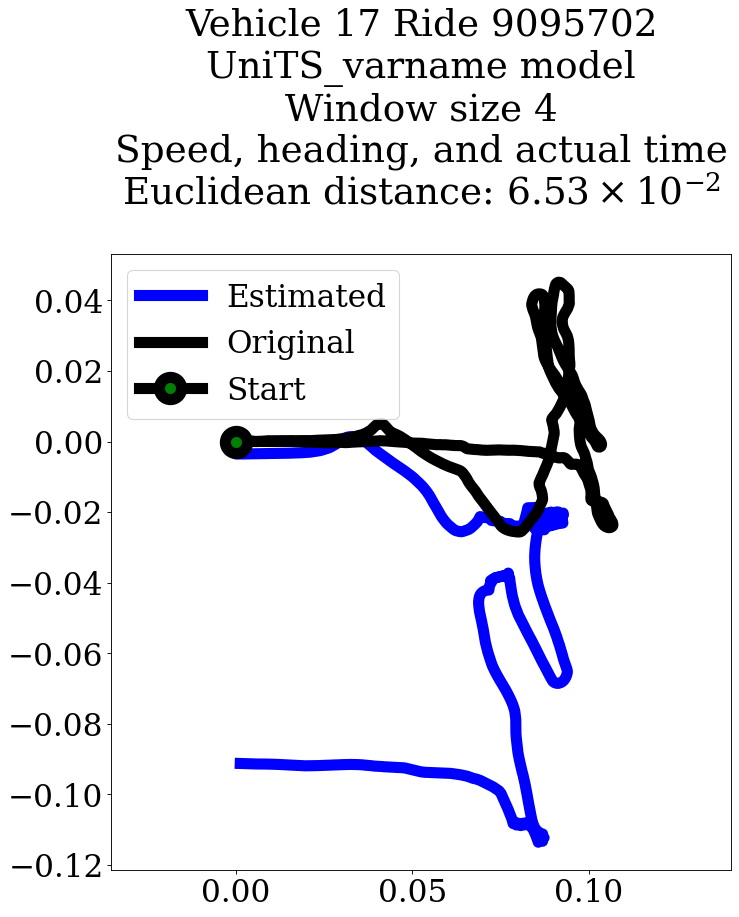 Vehicle 17 Ride 9095702
UniTS_varname model
Window size 4
Speed, heading, and actual time
Euclidean distance: 6.53 × 10⁻²
Estimated
Original
Start
0.04
0.02
0.00
−0.02
−0.04
−0.06
−0.08
−0.10
−0.12
0.00 0.05 0.10